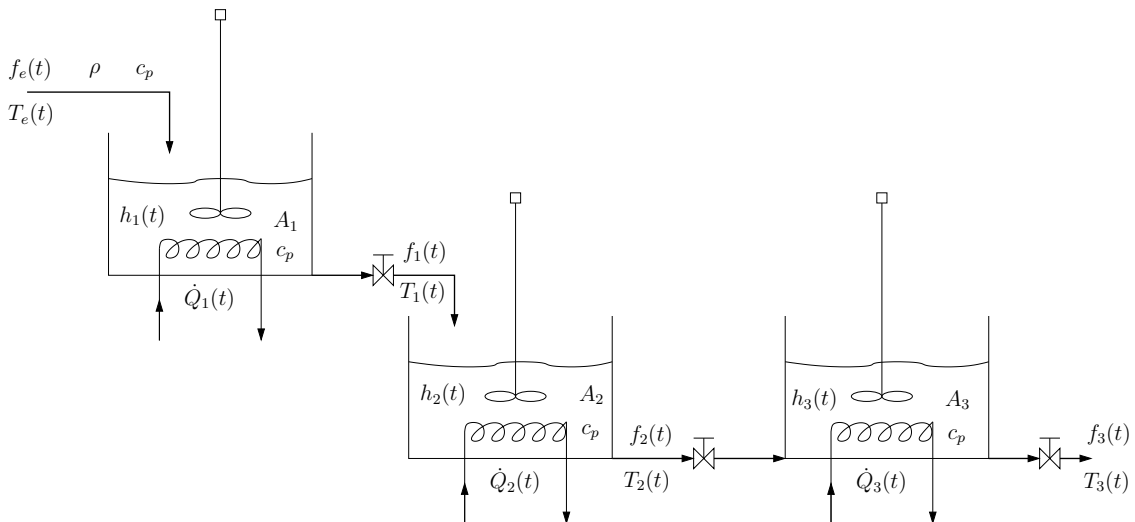 f_e(t) ρ c_p
T_e(t)
h_1(t) A_1
c_p
Q̇_1(t)
f_1(t)
T_1(t)
h_2(t) A_2
c_p
Q̇_2(t)
f_2(t)
T_2(t)
h_3(t) A_3
c_p
Q̇_3(t)
f_3(t)
T_3(t)